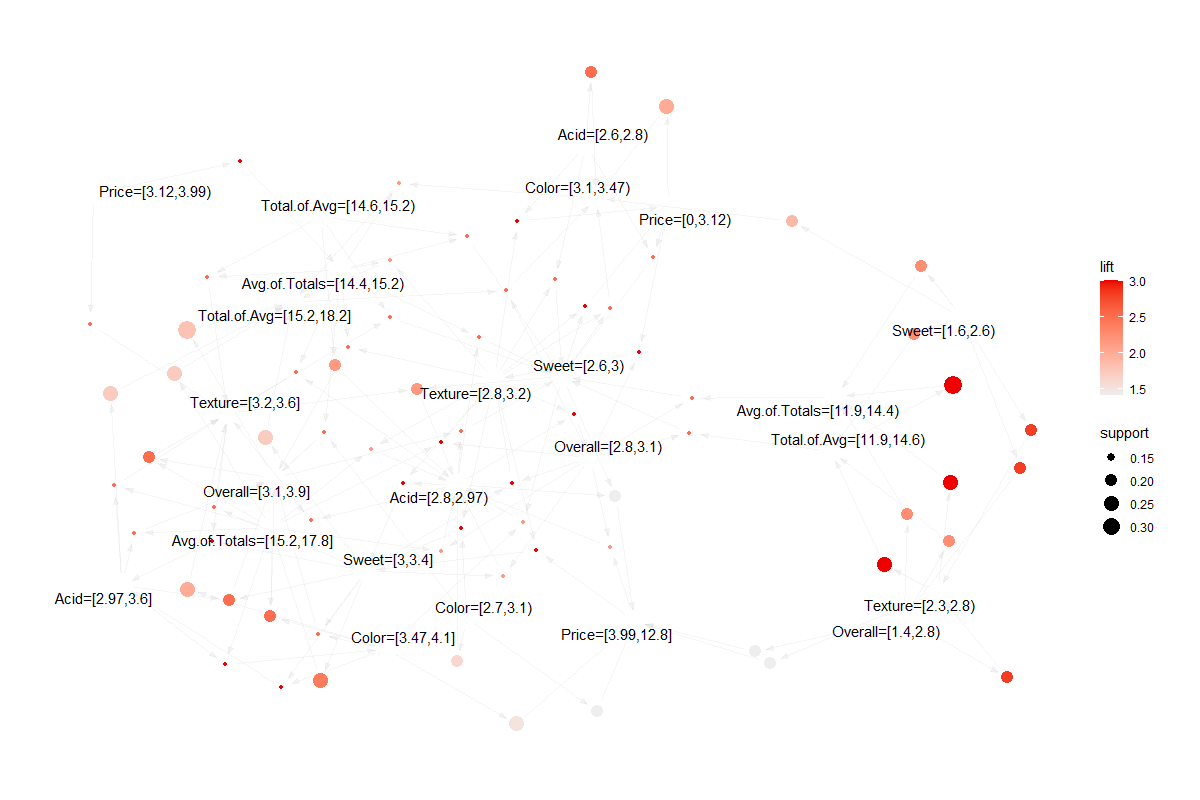 Acid=[2.6,2.8)
Color=[3.1,3.47)
Price=[3.12,3.99)
Total.of.Avg=[14.6,15.2)
Price=[0,3.12)
Avg.of.Totals=[14.4,15.2)
lift
3.0
Total.of.Avg=[15.2,18.2]
2.5
Sweet=[1.6,2.6)
2.0
Sweet=[2.6,3)
1.5
Texture=[2.8,3.2)
Texture=[3.2,3.6]
Avg.of.Totals=[11.9,14.4)
Total.of.Avg=[11.9,14.6)
support
Overall=[2.8,3.1)
0.15
0.20
Overall=[3.1,3.9]
Acid=[2.8,2.97)
0.25
0.30
Avg.of.Totals=[15.2,17.8]
Sweet=[3,3.4]
Acid=[2.97,3.6]
Color=[2.7,3.1)
Texture=[2.3,2.8)
Color=[3.47,4.1]
Price=[3.99,12.8]
Overall=[1.4,2.8)